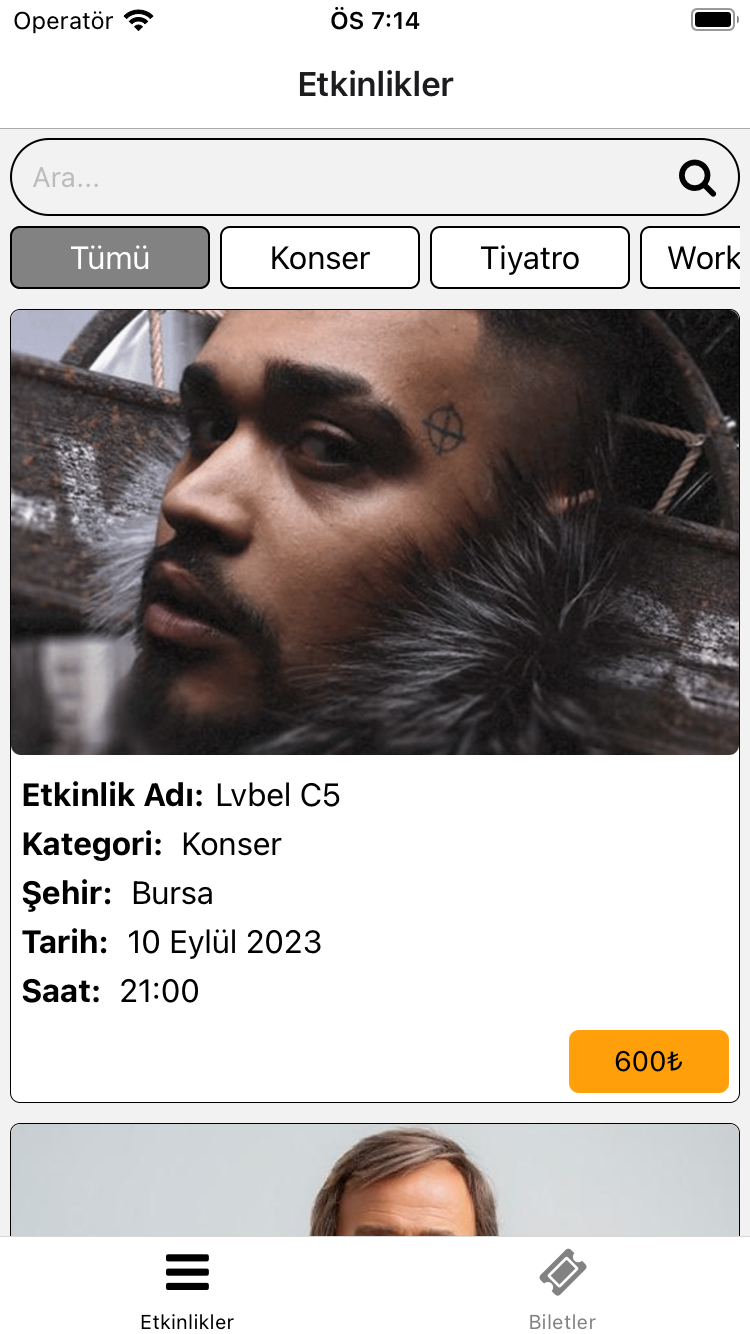 Operatör ÖS 7:14
Etkinlikler
Ara...
Tümü Konser Tiyatro Work
Etkinlik Adı: Lvbel C5
Kategori: Konser
Şehir: Bursa
Tarih: 10 Eylül 2023
Saat: 21:00
600₺
Etkinlikler Biletler